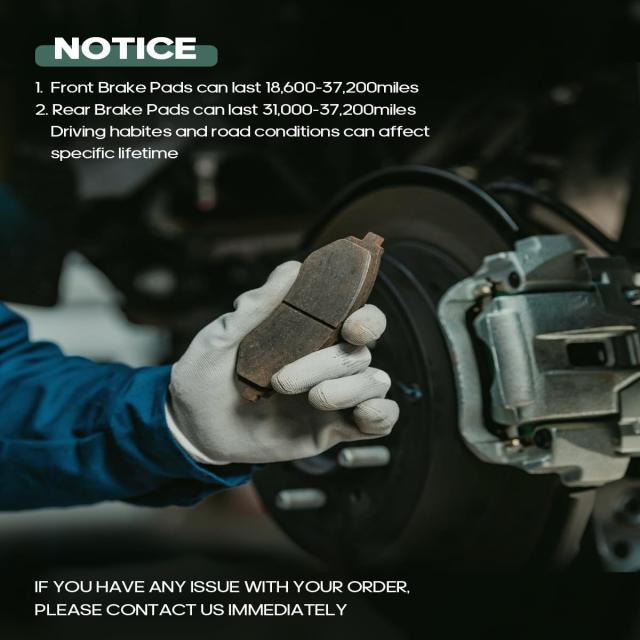 NOTICE
1. Front Brake Pads can last 18,600-37,200miles
2. Rear Brake Pads can last 31,000-37,200miles
Driving habites and road conditions can affect
specific lifetime
IF YOU HAVE ANY ISSUE WITH YOUR ORDER,
PLEASE CONTACT US IMMEDIATELY